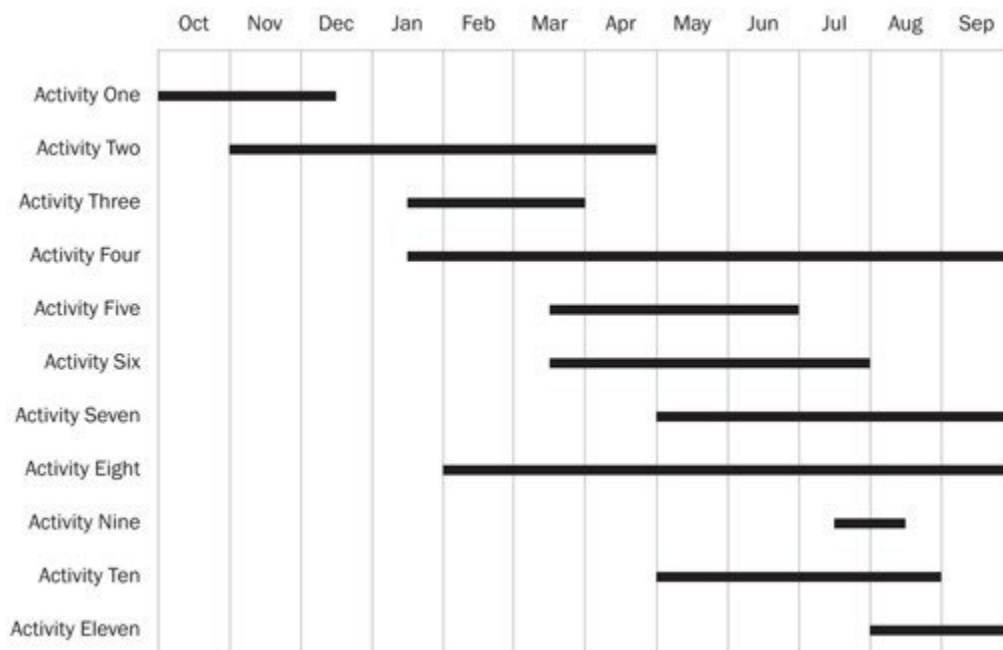 Oct Nov Dec Jan Feb Mar Apr May Jun Jul Aug Sep
Activity One
Activity Two
Activity Three
Activity Four
Activity Five
Activity Six
Activity Seven
Activity Eight
Activity Nine
Activity Ten
Activity Eleven